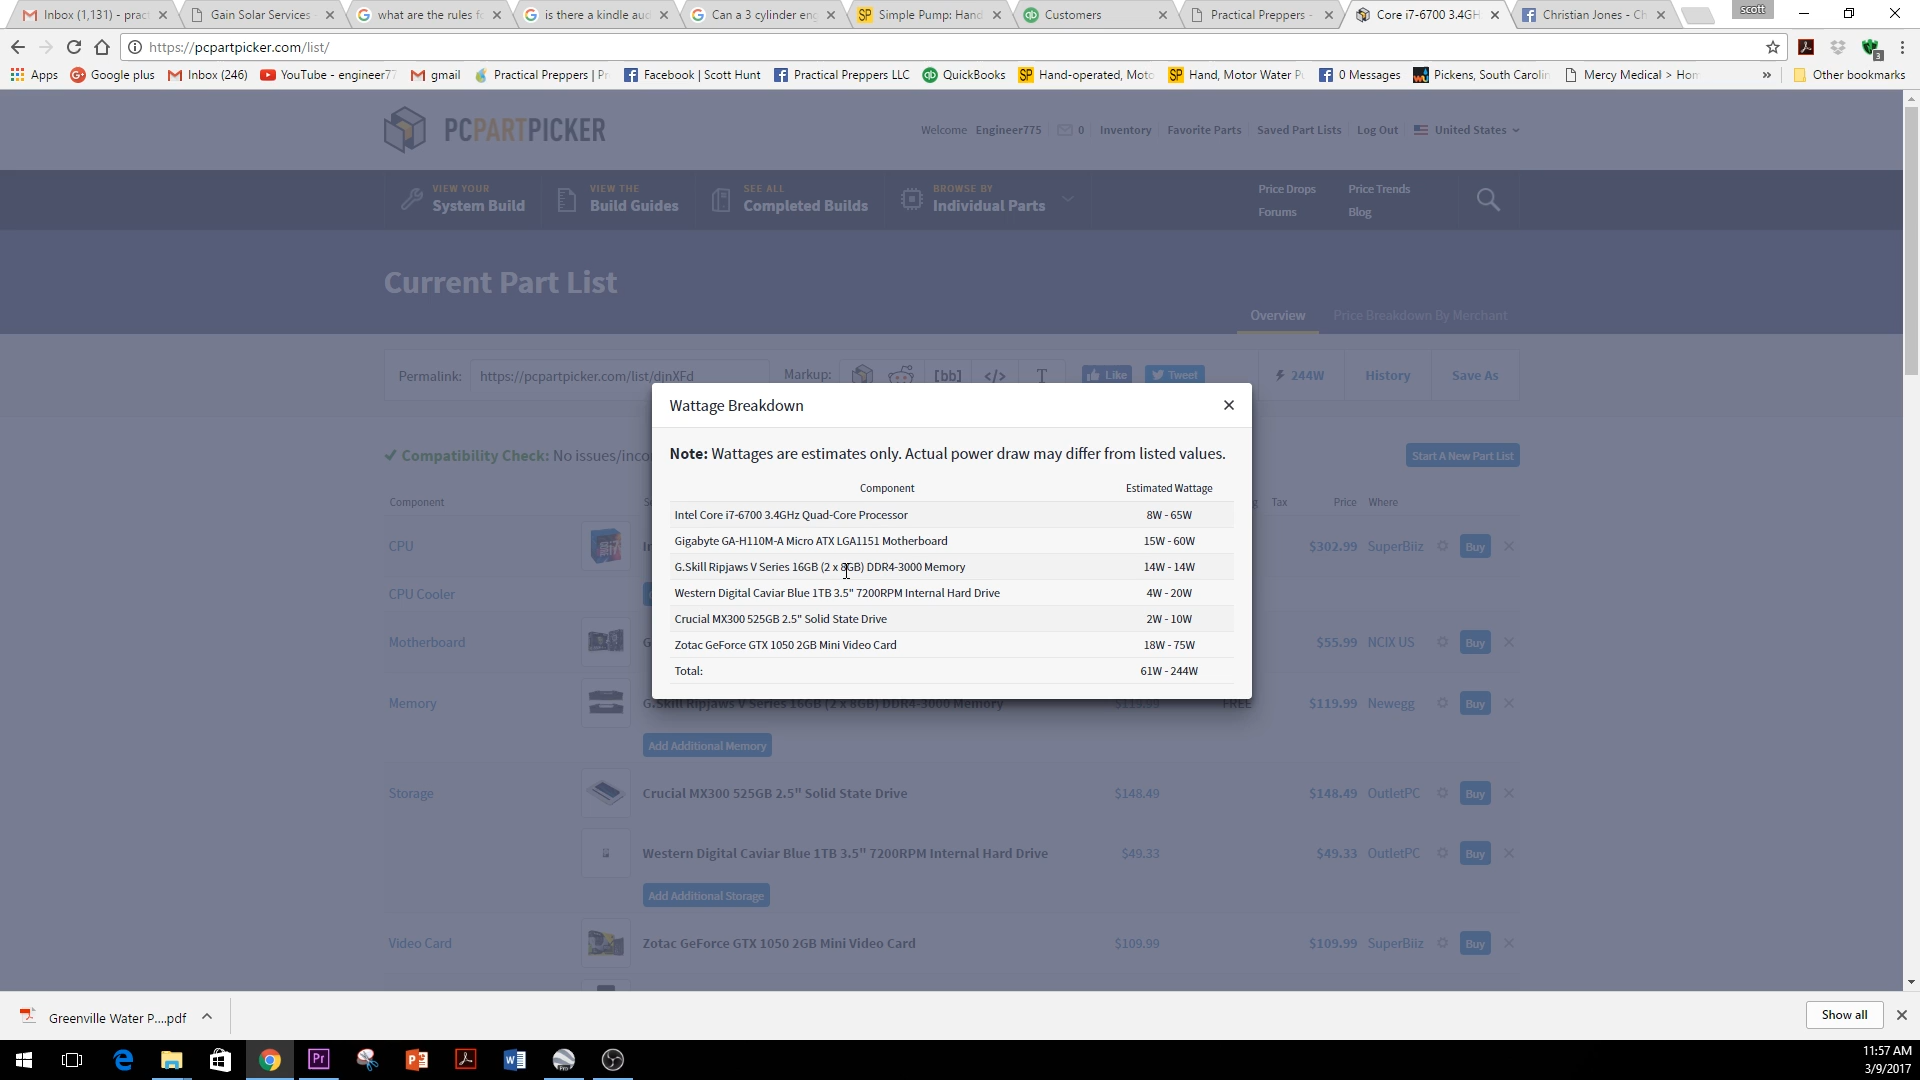 Inbox (1,131) - prac
Gain Solar Services -
what are the rules fo
is there a kindle aud
Can a 3 cylinder eng
SP Simple Pump: Hand
qb Customers
Practical Preppers -
Core i7-6700 3.4GH
Christian Jones - Ch
scott
https://pcpartpicker.com/list/
3
Apps
Google plus
Inbox (246)
YouTube - engineer77
gmail
Practical Preppers | P
Facebook | Scott Hunt
Practical Preppers LLC
QuickBooks
SP Hand-operated, Moto
SP Hand, Motor Water P
0 Messages
Pickens, South Carolin
Mercy Medical > Hom
»
Other bookmarks
PCPARTPICKER
Welcome Engineer775 0 Inventory Favorite Parts Saved Part Lists Log Out United States
VIEW YOUR
System Build
VIEW THE
Build Guides
SEE ALL
Completed Builds
BROWSE BY
Individual Parts
Price Drops Price Trends
Forums Blog
Current Part List
Overview Price Breakdown By Merchant
Permalink: https://pcpartpicker.com/list/djnXFd Markup: [bb] </> T Like Tweet 244W History Save As
Wattage Breakdown
Note: Wattages are estimates only. Actual power draw may differ from listed values.
Component Estimated Wattage
Intel Core i7-6700 3.4GHz Quad-Core Processor 8W - 65W
Gigabyte GA-H110M-A Micro ATX LGA1151 Motherboard 15W - 60W
G.Skill Ripjaws V Series 16GB (2 x 8GB) DDR4-3000 Memory 14W - 14W
Western Digital Caviar Blue 1TB 3.5" 7200RPM Internal Hard Drive 4W - 20W
Crucial MX300 525GB 2.5" Solid State Drive 2W - 10W
Zotac GeForce GTX 1050 2GB Mini Video Card 18W - 75W
Total: 61W - 244W
Compatibility Check: No issues/inco
Start A New Part List
Component Tax Price Where
CPU $302.99 SuperBiiz Buy
CPU Cooler
Motherboard $55.99 NCIX US Buy
Memory G.Skill Ripjaws V Series 16GB (2 x 8GB) DDR4-3000 Memory $119.99 FREE $119.99 Newegg Buy
Add Additional Memory
Storage Crucial MX300 525GB 2.5" Solid State Drive $148.49 $148.49 OutletPC Buy
Western Digital Caviar Blue 1TB 3.5" 7200RPM Internal Hard Drive $49.33 $49.33 OutletPC Buy
Add Additional Storage
Video Card Zotac GeForce GTX 1050 2GB Mini Video Card $109.99 $109.99 SuperBiiz Buy
Greenville Water P....pdf
Show all
Pr
11:57 AM
3/9/2017